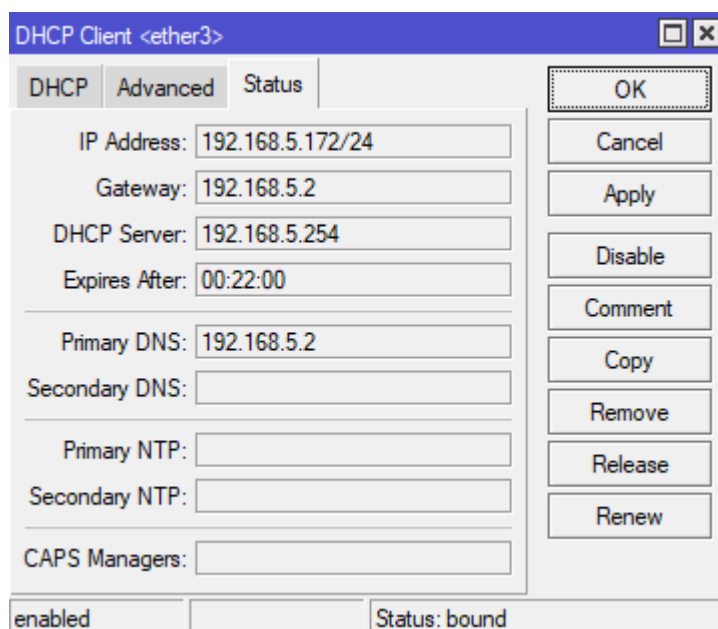 DHCP Client <ether3>
DHCP Advanced Status
IP Address: 192.168.5.172/24
Gateway: 192.168.5.2
DHCP Server: 192.168.5.254
Expires After: 00:22:00
Primary DNS: 192.168.5.2
Secondary DNS:
Primary NTP:
Secondary NTP:
CAPS Managers:
OK
Cancel
Apply
Disable
Comment
Copy
Remove
Release
Renew
enabled
Status: bound